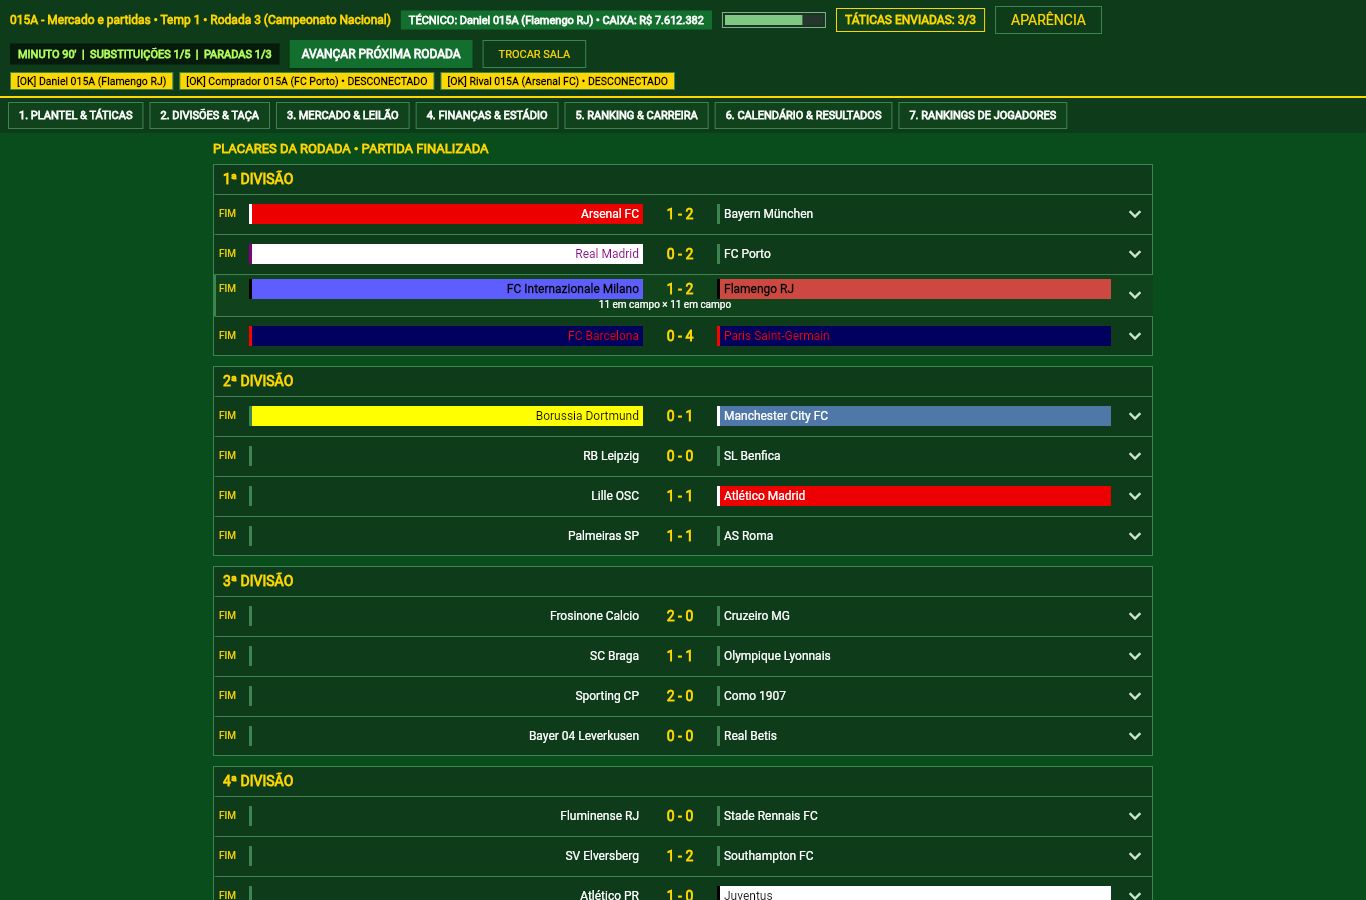 015A - Mercado e partidas • Temp 1 • Rodada 3 (Campeonato Nacional) TÉCNICO: Daniel 015A (Flamengo RJ) • CAIXA: R$ 7.612.382 TÁTICAS ENVIADAS: 3/3 APARÊNCIA
MINUTO 90' | SUBSTITUIÇÕES 1/5 | PARADAS 1/3 AVANÇAR PRÓXIMA RODADA TROCAR SALA
[OK] Daniel 015A (Flamengo RJ) [OK] Comprador 015A (FC Porto) • DESCONECTADO [OK] Rival 015A (Arsenal FC) • DESCONECTADO
1. PLANTEL & TÁTICAS 2. DIVISÕES & TAÇA 3. MERCADO & LEILÃO 4. FINANÇAS & ESTÁDIO 5. RANKING & CARREIRA 6. CALENDÁRIO & RESULTADOS 7. RANKINGS DE JOGADORES
PLACARES DA RODADA • PARTIDA FINALIZADA
1ª DIVISÃO
FIM Arsenal FC 1 - 2 Bayern München
FIM Real Madrid 0 - 2 FC Porto
FIM FC Internazionale Milano 1 - 2 Flamengo RJ
11 em campo × 11 em campo
FIM FC Barcelona 0 - 4 Paris Saint-Germain
2ª DIVISÃO
FIM Borussia Dortmund 0 - 1 Manchester City FC
FIM RB Leipzig 0 - 0 SL Benfica
FIM Lille OSC 1 - 1 Atlético Madrid
FIM Palmeiras SP 1 - 1 AS Roma
3ª DIVISÃO
FIM Frosinone Calcio 2 - 0 Cruzeiro MG
FIM SC Braga 1 - 1 Olympique Lyonnais
FIM Sporting CP 2 - 0 Como 1907
FIM Bayer 04 Leverkusen 0 - 0 Real Betis
4ª DIVISÃO
FIM Fluminense RJ 0 - 0 Stade Rennais FC
FIM SV Elversberg 1 - 2 Southampton FC
FIM Atlético PR 1 - 0 Juventus